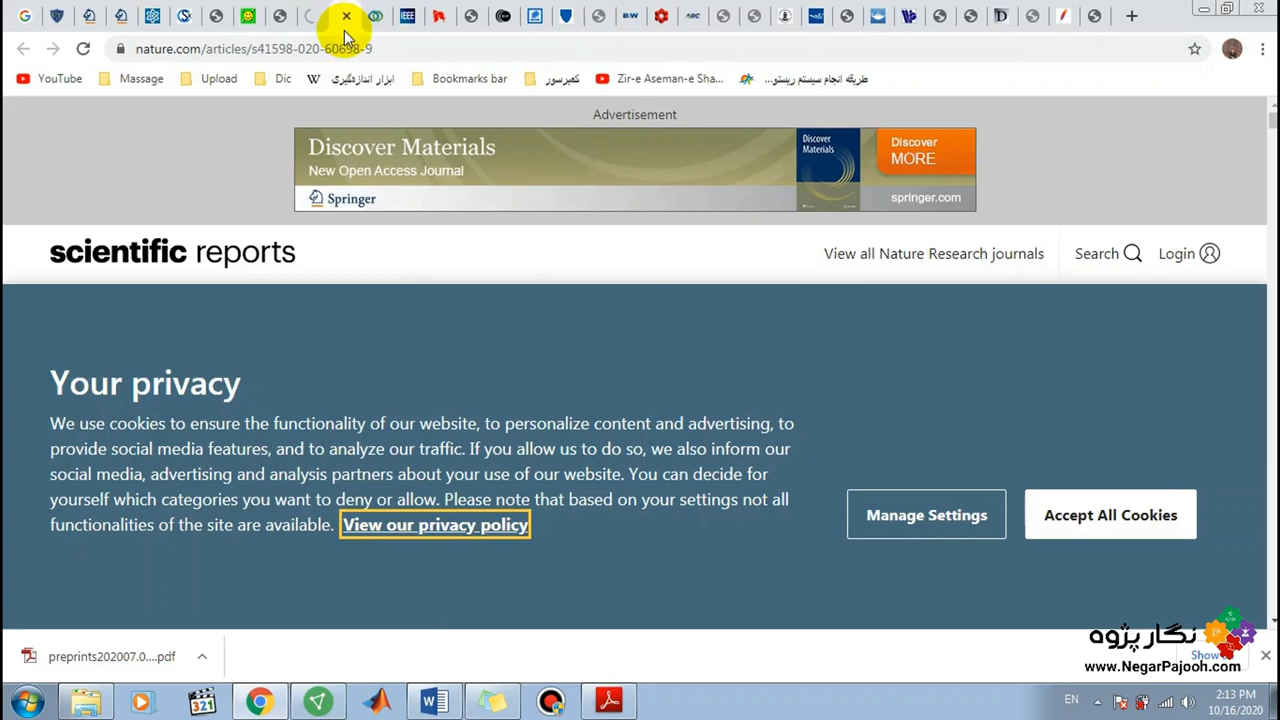 nature.com/articles/s41598-020-60698-9
YouTube
Massage
Upload
Dic
ابزار اندازه‌گیری
Bookmarks bar
کمپرسور
Zir-e Aseman-e Sha...
طریقه انجام سیستم ریستو...
Advertisement
Discover Materials
New Open Access Journal
Springer
Discover
Materials
Discover
MORE
springer.com
scientific reports
View all Nature Research journals
Search
Login
Your privacy
We use cookies to ensure the functionality of our website, to personalize content and advertising, to
provide social media features, and to analyze our traffic. If you allow us to do so, we also inform our
social media, advertising and analysis partners about your use of our website. You can decide for
yourself which categories you want to deny or allow. Please note that based on your settings not all
functionalities of the site are available. View our privacy policy
Manage Settings
Accept All Cookies
preprints202007.0....pdf
Show
نگار پژوه
www.NegarPajooh.com
EN
2:13 PM
10/16/2020